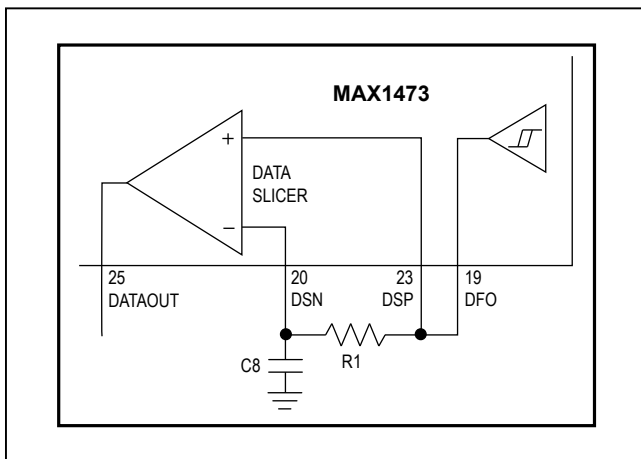 MAX1473
+
DATA
SLICER
−
25
DATAOUT
20
DSN
23
DSP
19
DFO
C8
R1